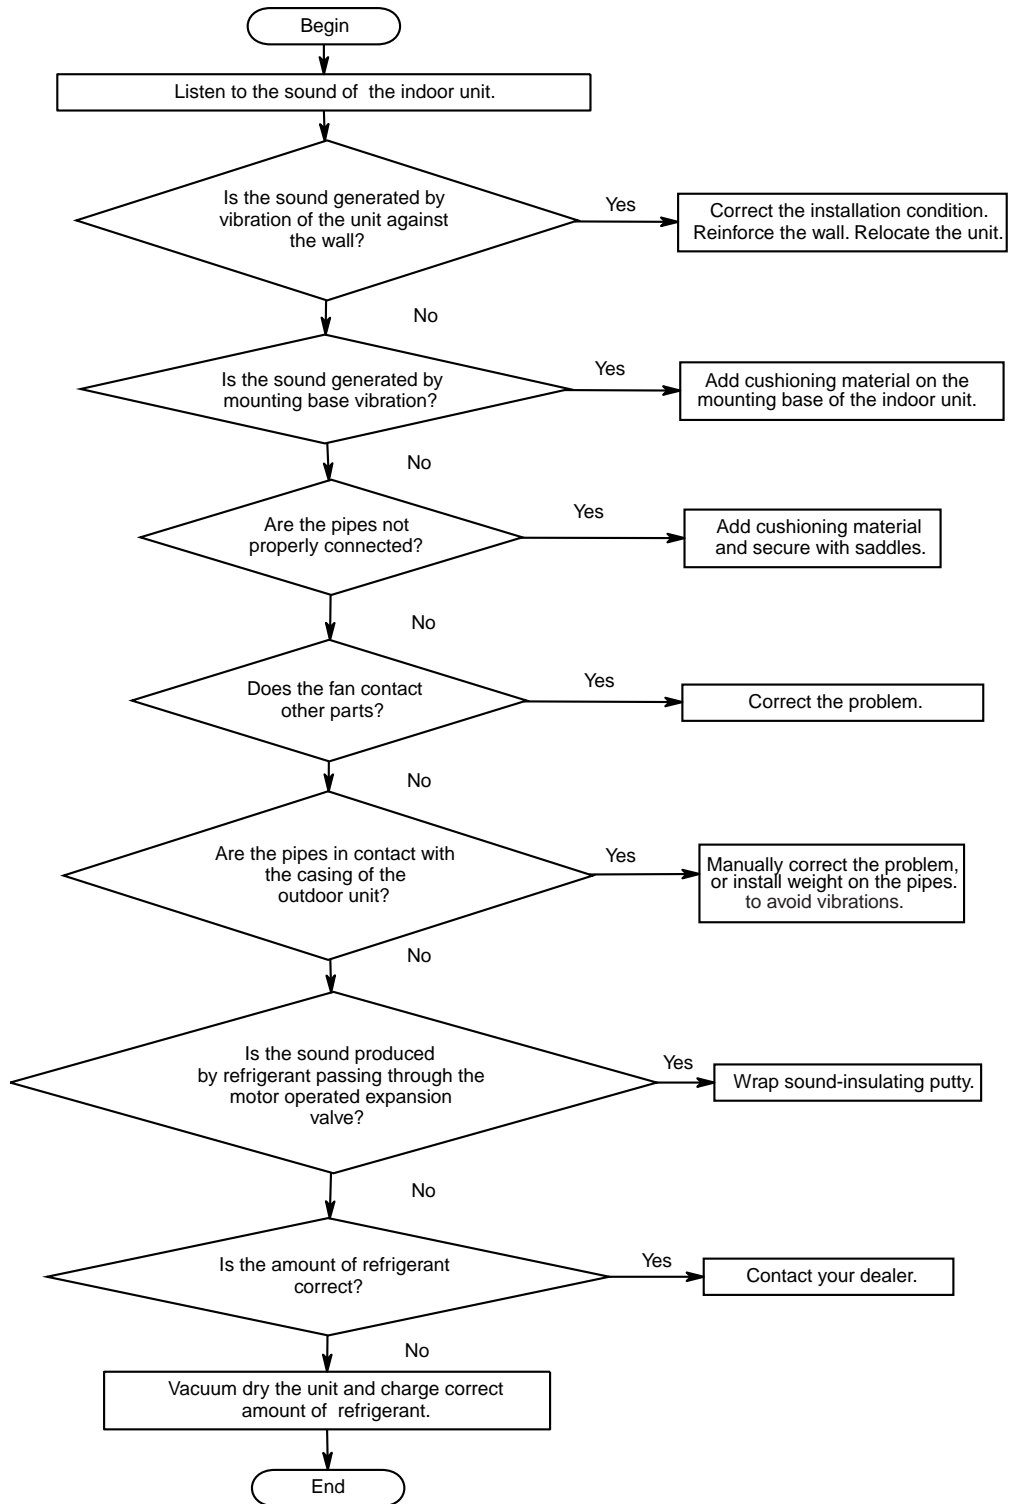 Begin
Listen to the sound of the indoor unit.
Is the sound generated by
vibration of the unit against
the wall?
Yes
Correct the installation condition.
Reinforce the wall. Relocate the unit.
No
Is the sound generated by
mounting base vibration?
Yes
Add cushioning material on the
mounting base of the indoor unit.
No
Are the pipes not
properly connected?
Yes
Add cushioning material
and secure with saddles.
No
Does the fan contact
other parts?
Yes
Correct the problem.
No
Are the pipes in contact with
the casing of the
outdoor unit?
Yes
Manually correct the problem,
or install weight on the pipes.
to avoid vibrations.
No
Is the sound produced
by refrigerant passing through the
motor operated expansion
valve?
Yes
Wrap sound-insulating putty.
No
Is the amount of refrigerant
correct?
Yes
Contact your dealer.
No
Vacuum dry the unit and charge correct
amount of refrigerant.
End